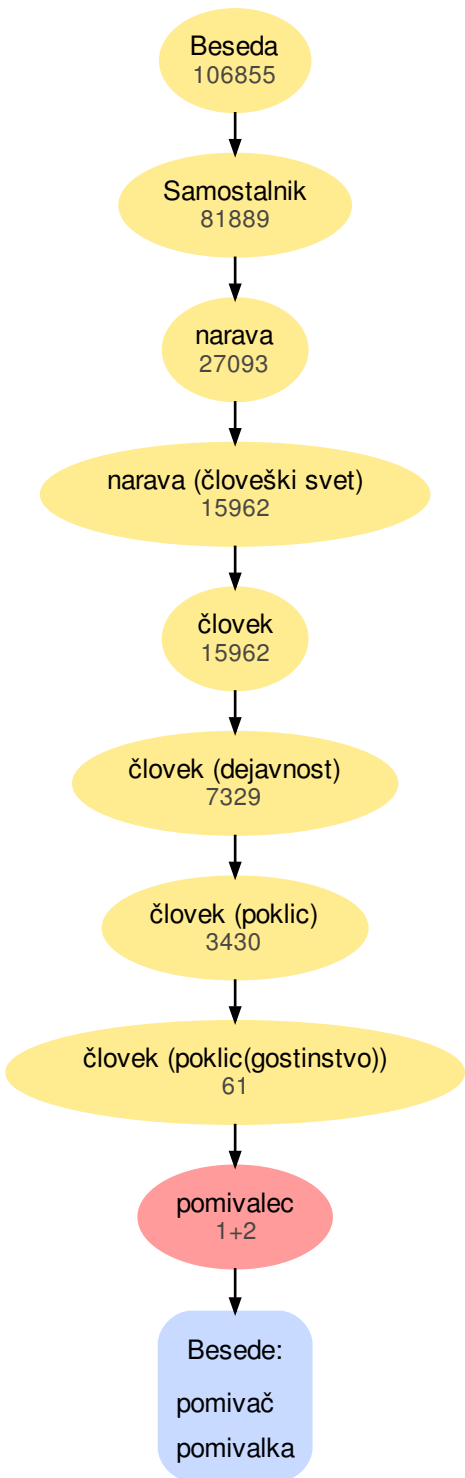 Beseda
106855
Samostalnik
81889
narava
27093
narava (človeški svet)
15962
človek
15962
človek (dejavnost)
7329
človek (poklic)
3430
človek (poklic(gostinstvo))
61
pomivalec
1+2
Besede:
pomivač
pomivalka